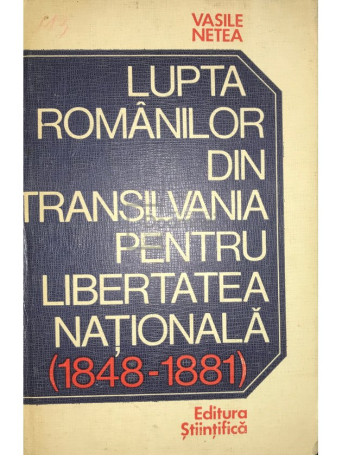 VASILE
NETEA
LUPTA
ROMÂNILOR
DIN
TRANSILVANIA
PENTRU
LIBERTATEA
NAȚIONALĂ
(1848-1881)
Editura
Științifică